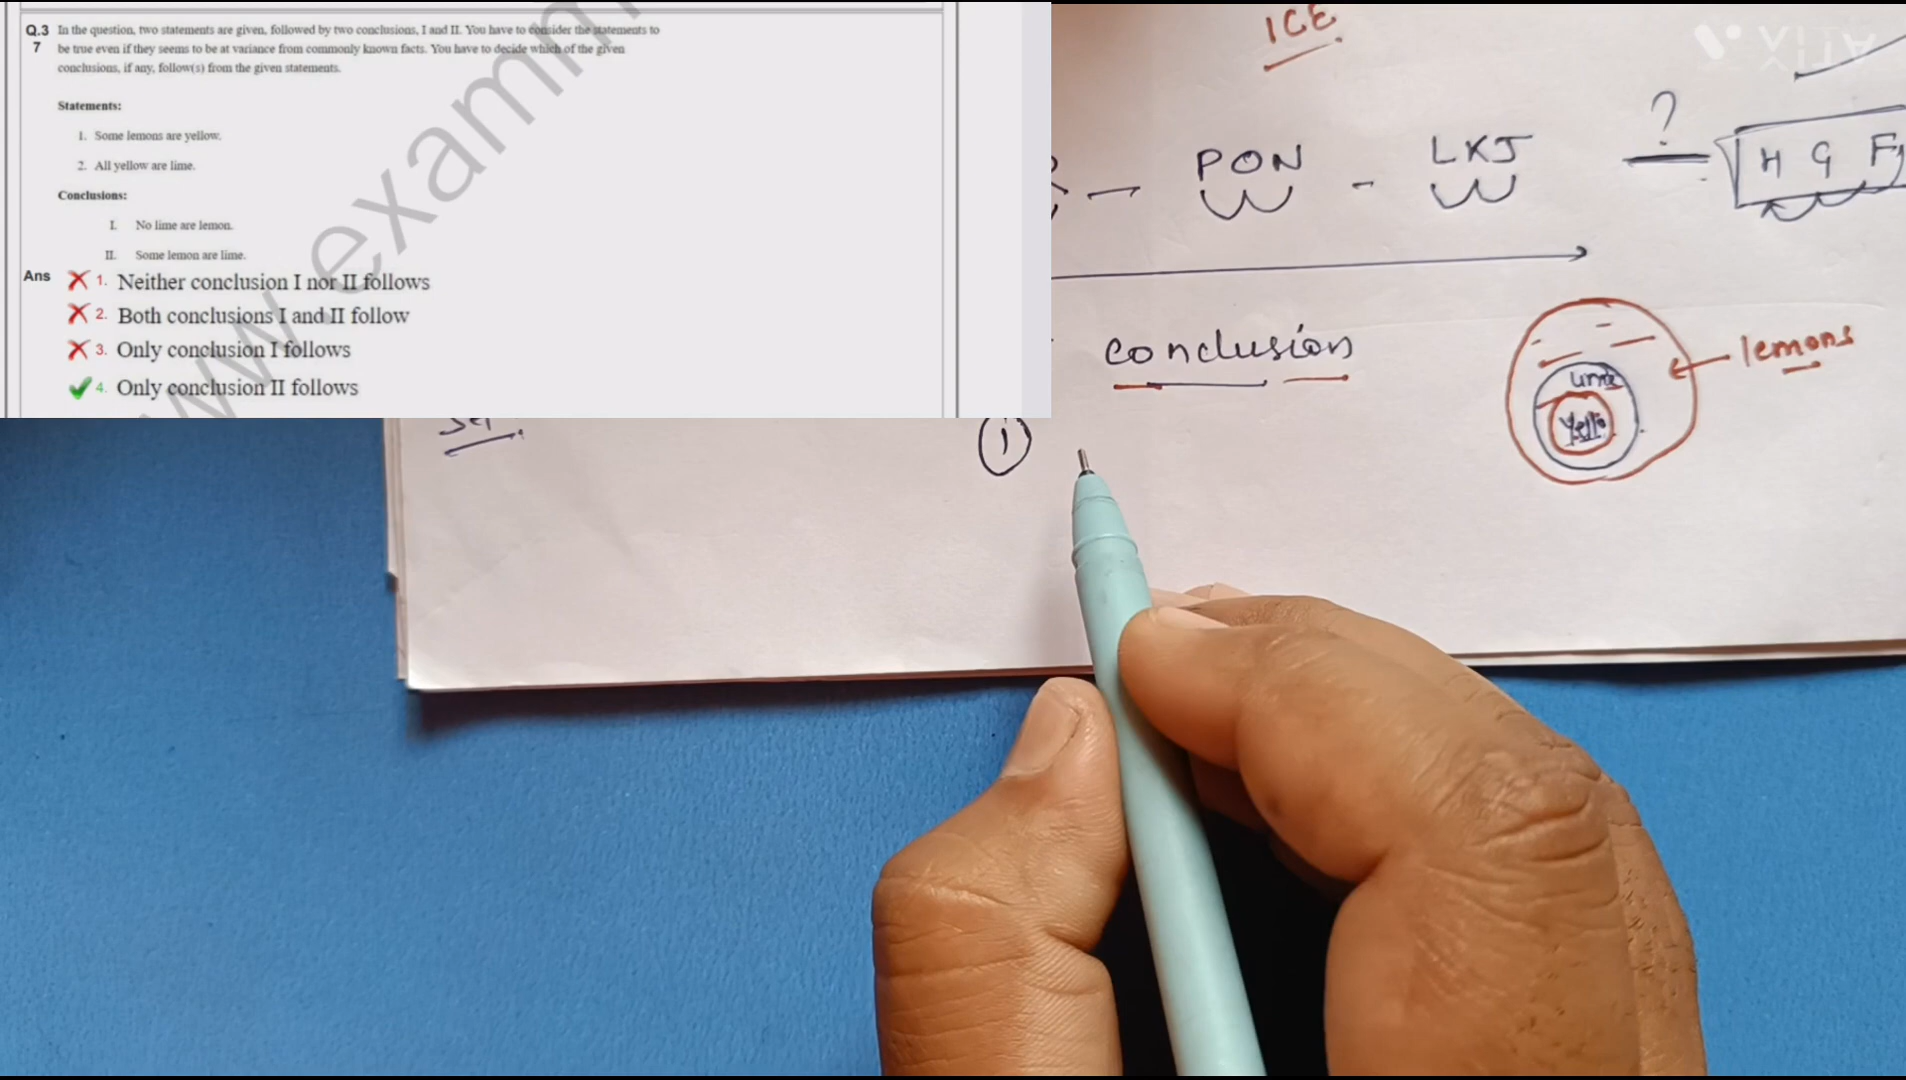 Q.3 In the question, two statements are given, followed by two conclusions, I and II. You have to consider the statements to
7 be true even if they seems to be at variance from commonly known facts. You have to decide which of the given
conclusions, if any, follow(s) from the given statements.
Statements:
1. Some lemons are yellow.
2. All yellow are lime.
Conclusions:
I. No lime are lemon.
II. Some lemon are lime.
Ans 1. Neither conclusion I nor II follows
2. Both conclusions I and II follow
3. Only conclusion I follows
4. Only conclusion II follows
www.examm
ICE
VITA
— PON - LKJ — ? H G F
conclusion
lemons
lime
Yello
1